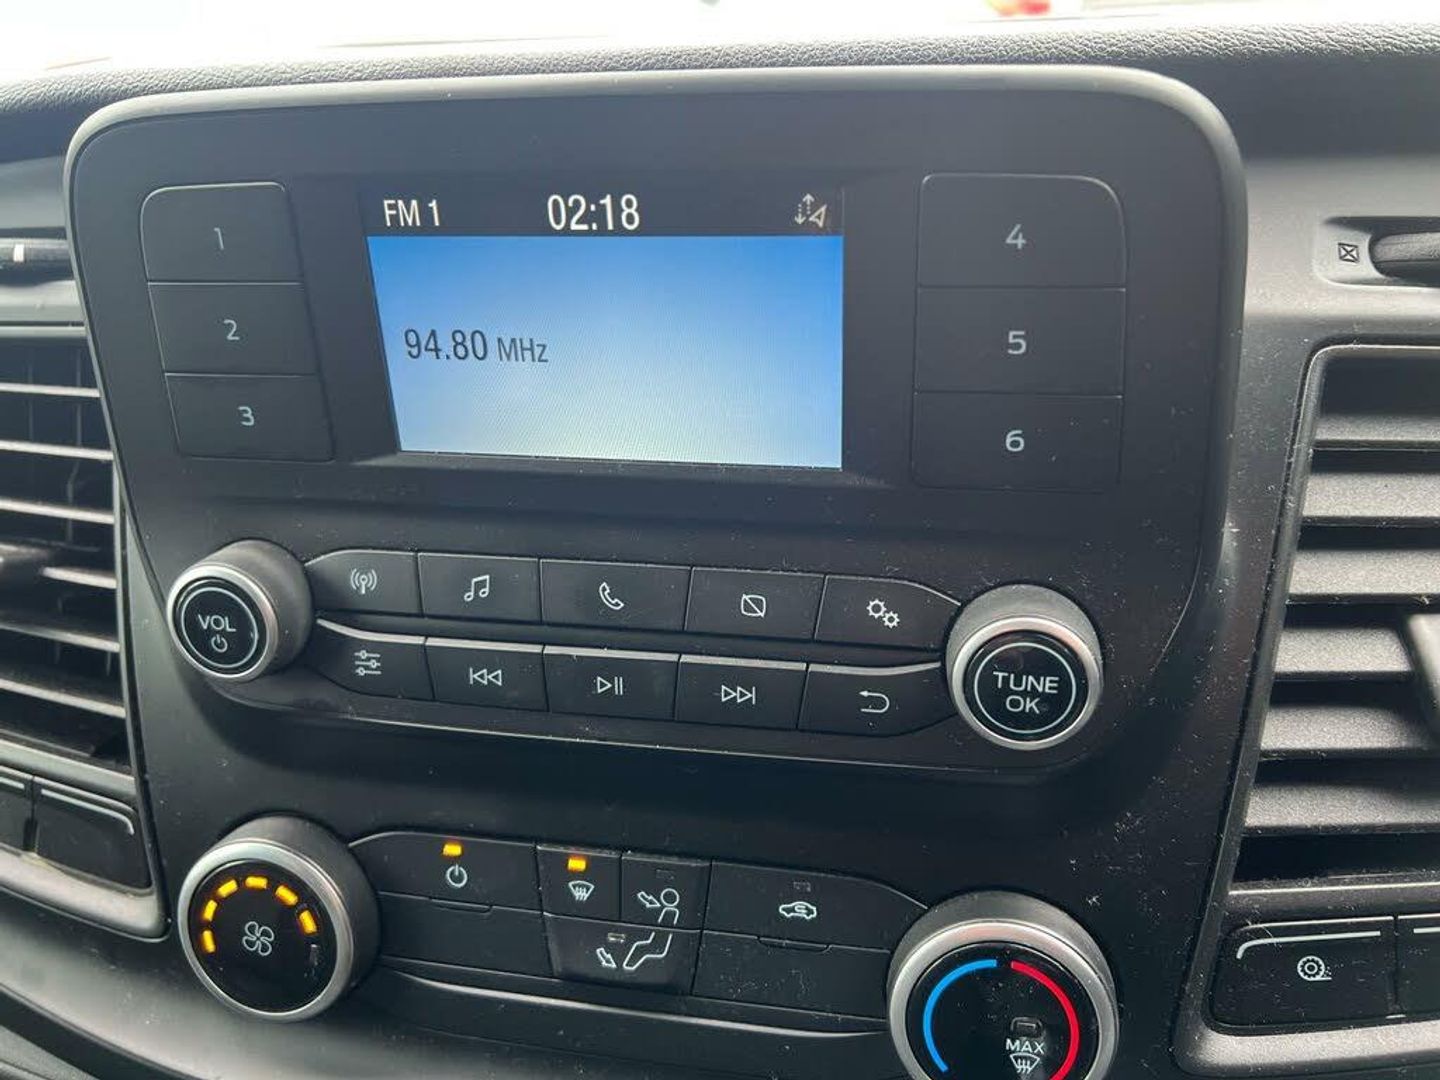 FM 1 02:18
94.80 MHz
1
2
3
4
5
6
VOL
TUNE
OK
MAX